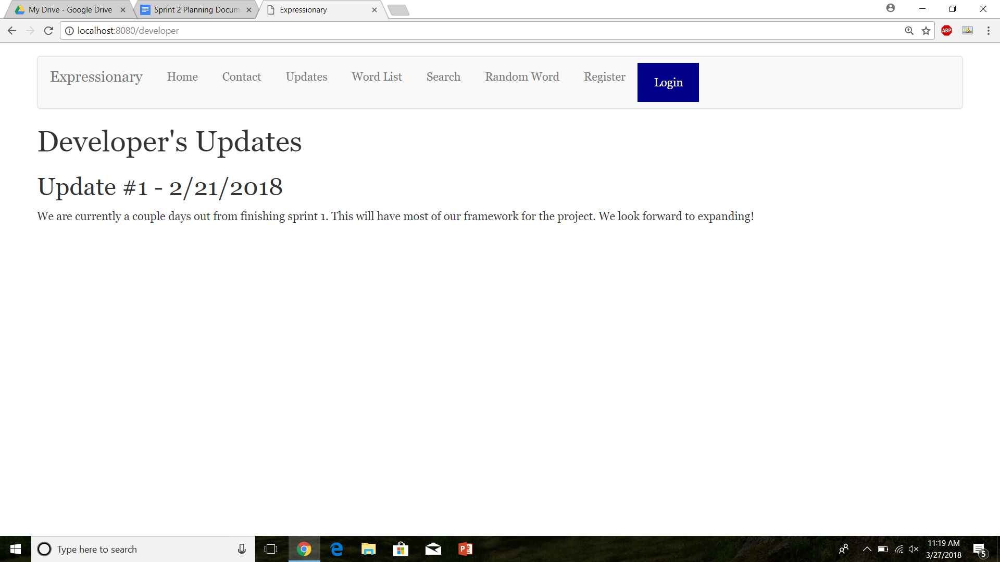 My Drive - Google Drive
Sprint 2 Planning Docum
Expressionary
localhost:8080/developer
ABP
Expressionary Home Contact Updates Word List Search Random Word Register Login
Developer's Updates
Update #1 - 2/21/2018
We are currently a couple days out from finishing sprint 1. This will have most of our framework for the project. We look forward to expanding!
Type here to search
11:19 AM
3/27/2018
5